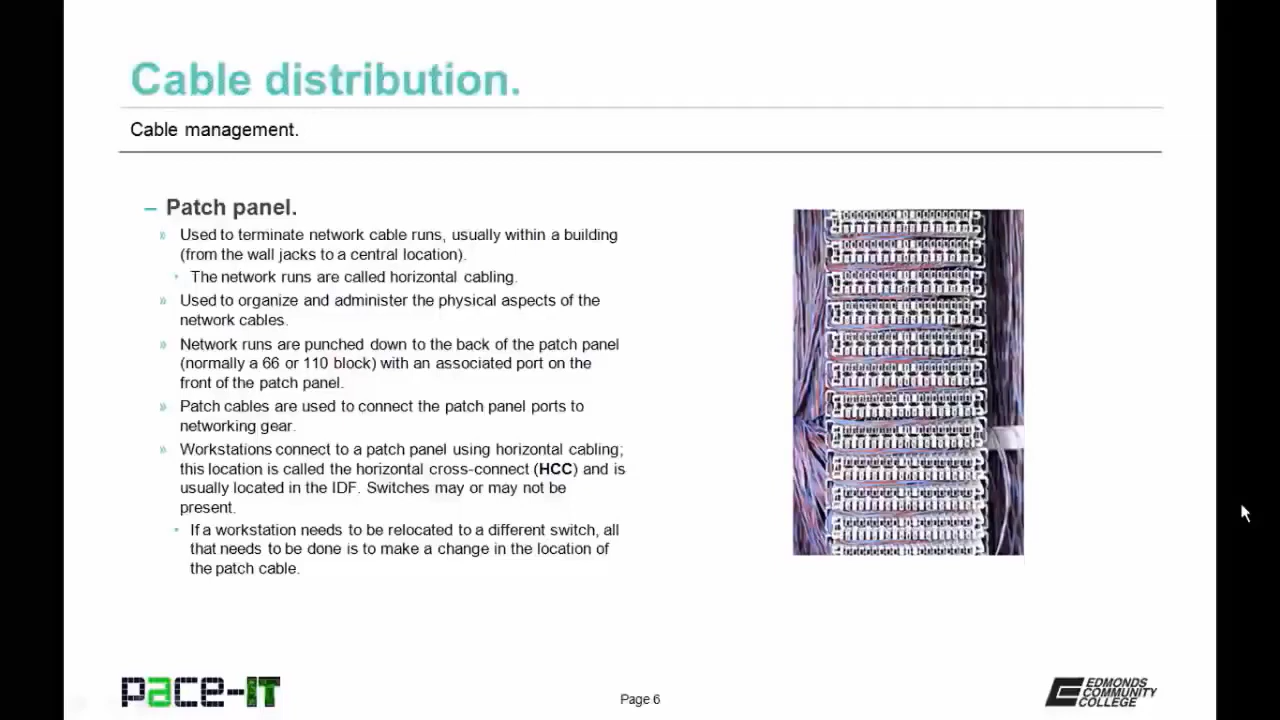 Cable distribution.
Cable management.
– Patch panel.
» Used to terminate network cable runs, usually within a building
(from the wall jacks to a central location).
• The network runs are called horizontal cabling.
» Used to organize and administer the physical aspects of the
network cables.
» Network runs are punched down to the back of the patch panel
(normally a 66 or 110 block) with an associated port on the
front of the patch panel.
» Patch cables are used to connect the patch panel ports to
networking gear.
» Workstations connect to a patch panel using horizontal cabling;
this location is called the horizontal cross-connect (HCC) and is
usually located in the IDF. Switches may or may not be
present.
• If a workstation needs to be relocated to a different switch, all
that needs to be done is to make a change in the location of
the patch cable.
pace-IT
Page 6
EDMONDS
COMMUNITY
COLLEGE